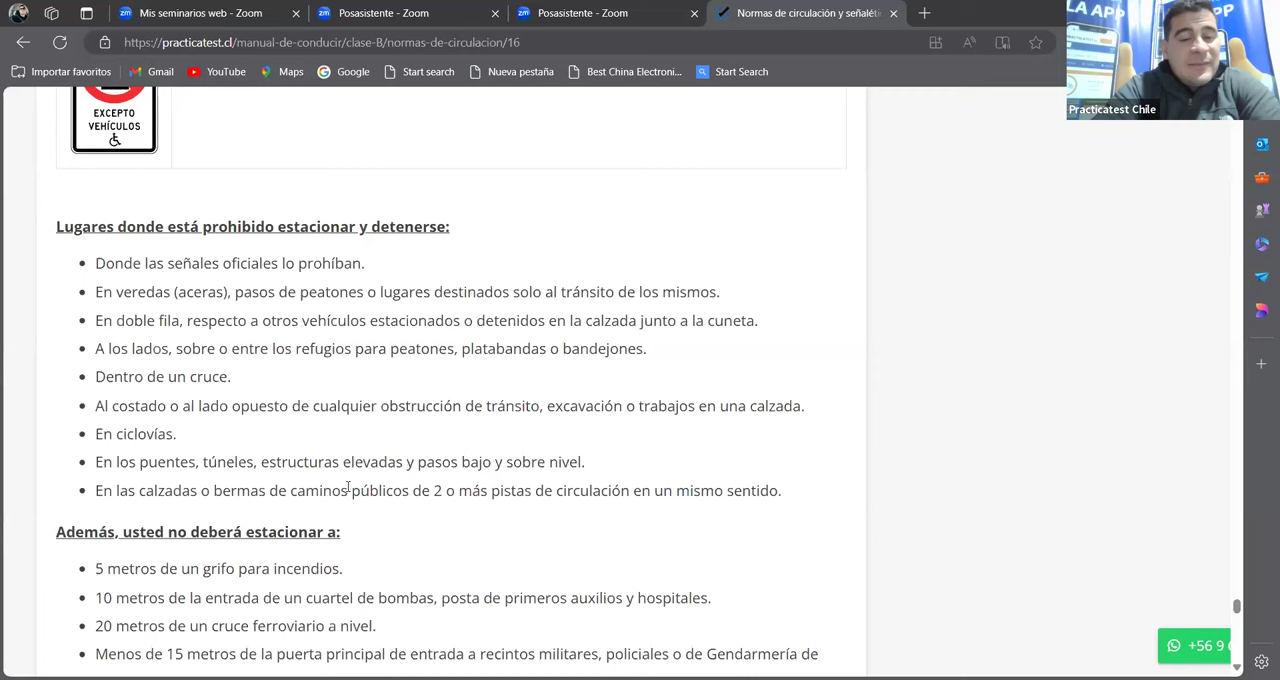 Mis seminarios web - Zoom
Posasistente - Zoom
Posasistente - Zoom
Normas de circulación y señaléti
https://practicatest.cl/manual-de-conducir/clase-B/normas-de-circulacion/16
Importar favoritos
Gmail
YouTube
Maps
Google
Start search
Nueva pestaña
Best China Electroni...
Start Search
LA APP
Practicatest Chile
EXCEPTO
VEHÍCULOS
Lugares donde está prohibido estacionar y detenerse:
• Donde las señales oficiales lo prohíban.
• En veredas (aceras), pasos de peatones o lugares destinados solo al tránsito de los mismos.
• En doble fila, respecto a otros vehículos estacionados o detenidos en la calzada junto a la cuneta.
• A los lados, sobre o entre los refugios para peatones, platabandas o bandejones.
• Dentro de un cruce.
• Al costado o al lado opuesto de cualquier obstrucción de tránsito, excavación o trabajos en una calzada.
• En ciclovías.
• En los puentes, túneles, estructuras elevadas y pasos bajo y sobre nivel.
• En las calzadas o bermas de caminos públicos de 2 o más pistas de circulación en un mismo sentido.
Además, usted no deberá estacionar a:
• 5 metros de un grifo para incendios.
• 10 metros de la entrada de un cuartel de bombas, posta de primeros auxilios y hospitales.
• 20 metros de un cruce ferroviario a nivel.
• Menos de 15 metros de la puerta principal de entrada a recintos militares, policiales o de Gendarmería de
+56 9